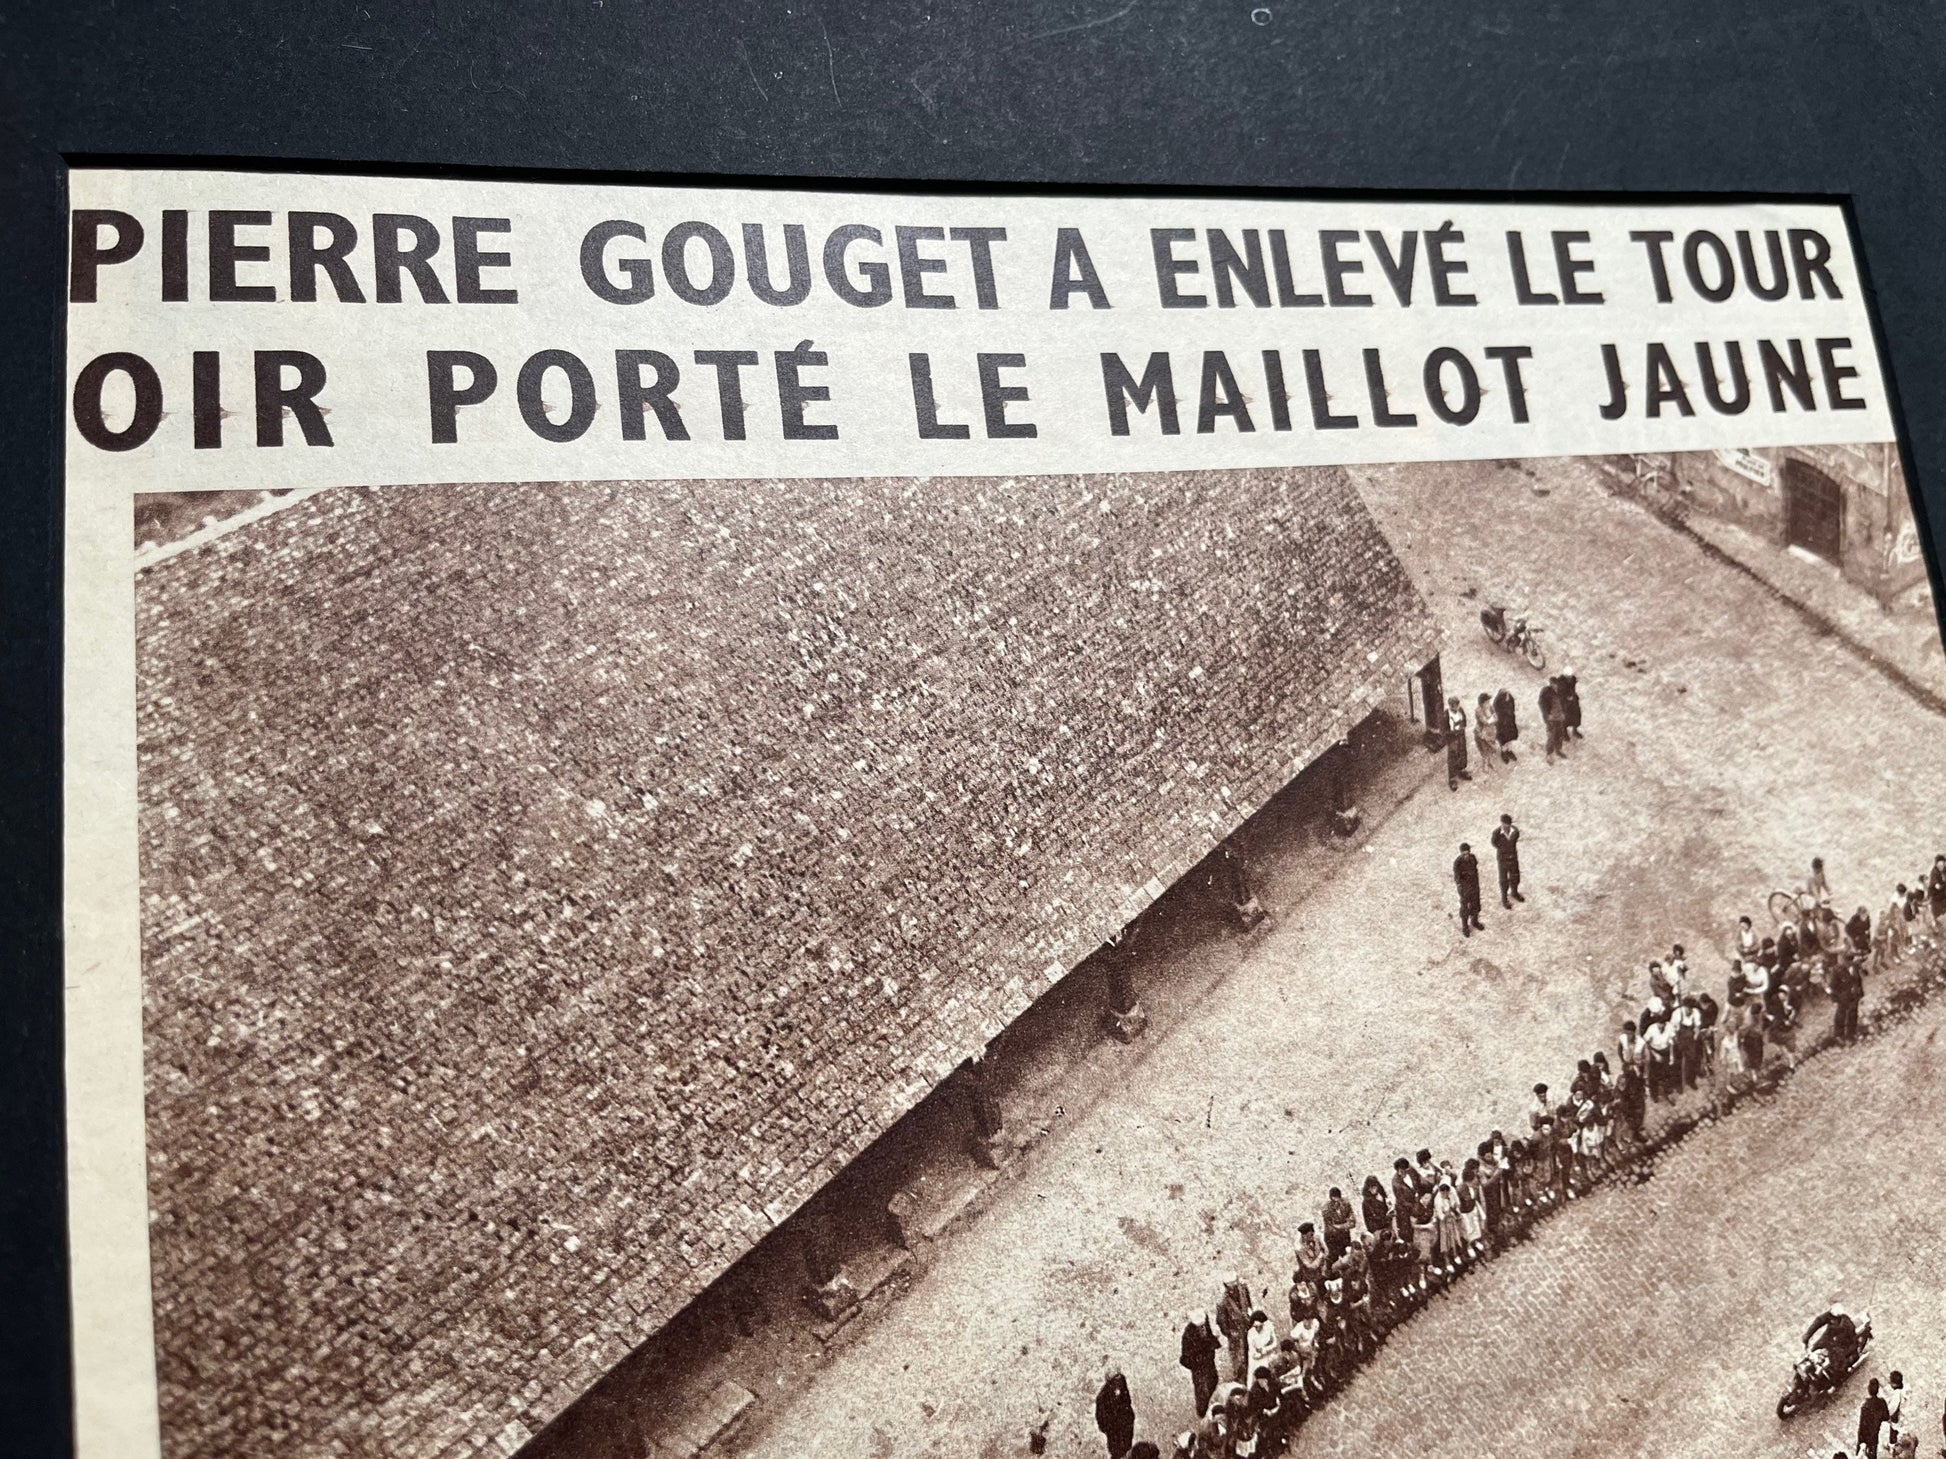 PIERRE GOUGET A ENLEVÉ LE TOUR
OIR PORTÉ LE MAILLOT JAUNE